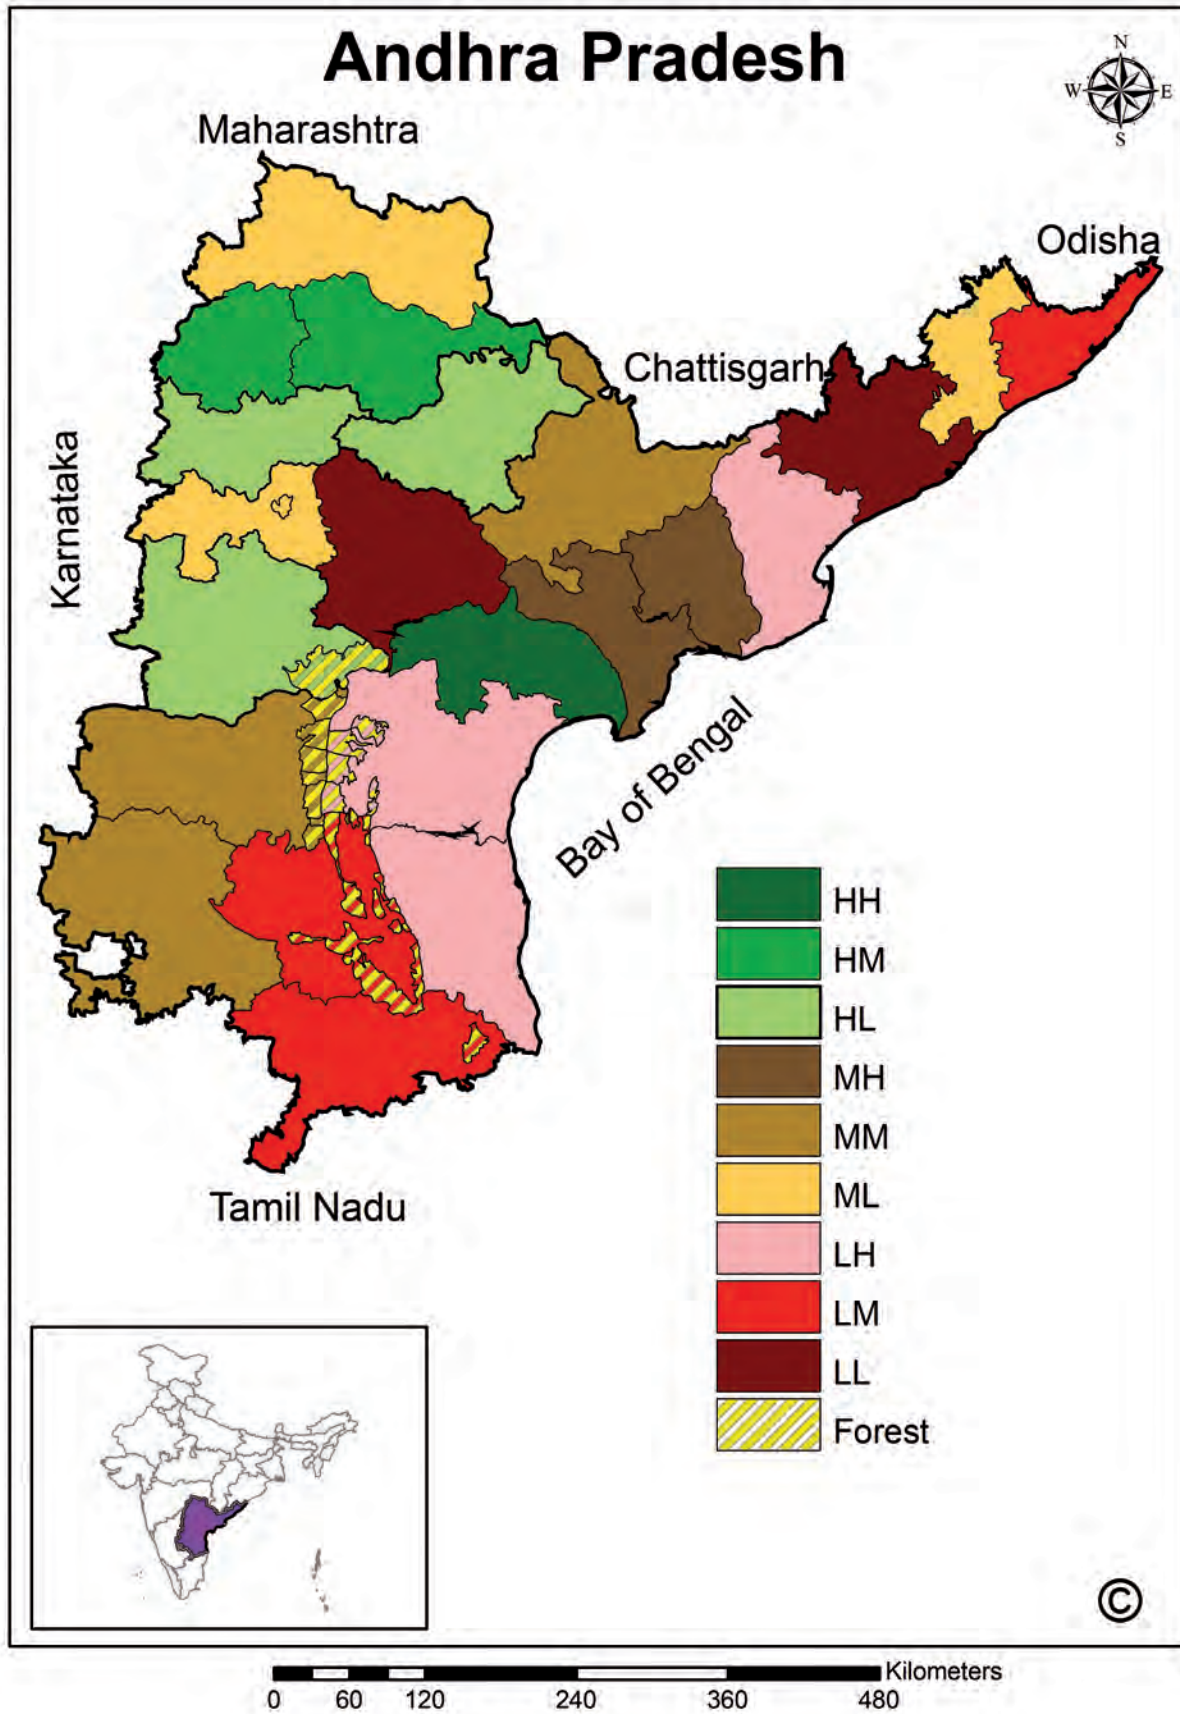 Andhra Pradesh
N
W
E
S
Maharashtra
Odisha
Chattisgarh
Karnataka
Bay of Bengal
Tamil Nadu
HH
HM
HL
MH
MM
ML
LH
LM
LL
Forest
©
Kilometers
0 60 120 240 360 480